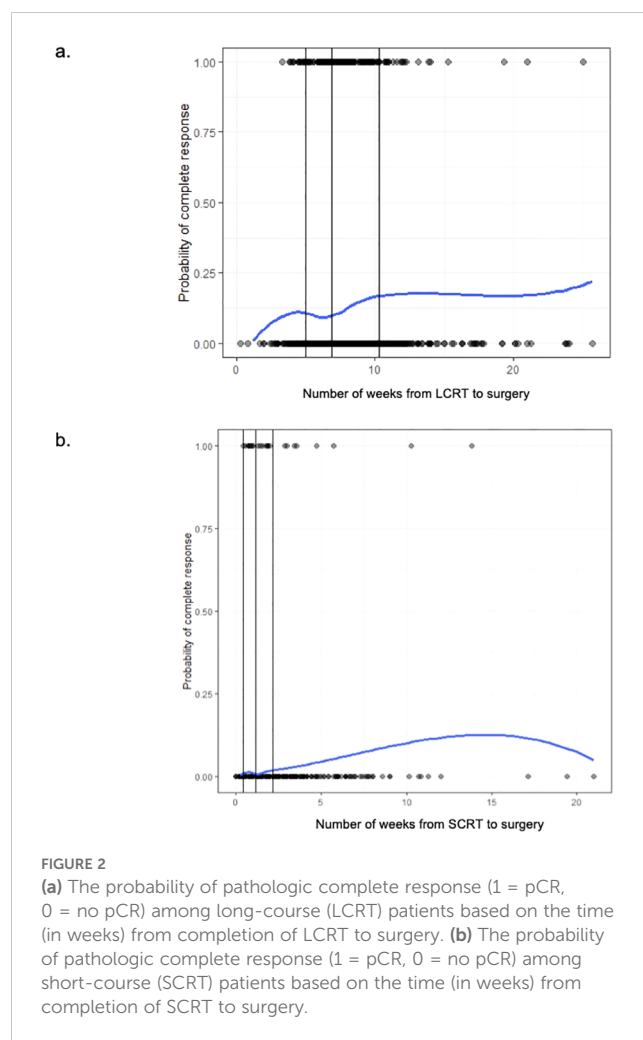 a.
1.00
0.75
0.50
0.25
0.00
Probability of complete response
0
10
20
Number of weeks from LCRT to surgery
b.
1.00
0.75
0.50
0.25
0.00
Probability of complete response
0
5
10
15
20
Number of weeks from SCRT to surgery
FIGURE 2
(a) The probability of pathologic complete response (1 = pCR,
0 = no pCR) among long-course (LCRT) patients based on the time
(in weeks) from completion of LCRT to surgery. (b) The probability
of pathologic complete response (1 = pCR, 0 = no pCR) among
short-course (SCRT) patients based on the time (in weeks) from
completion of SCRT to surgery.